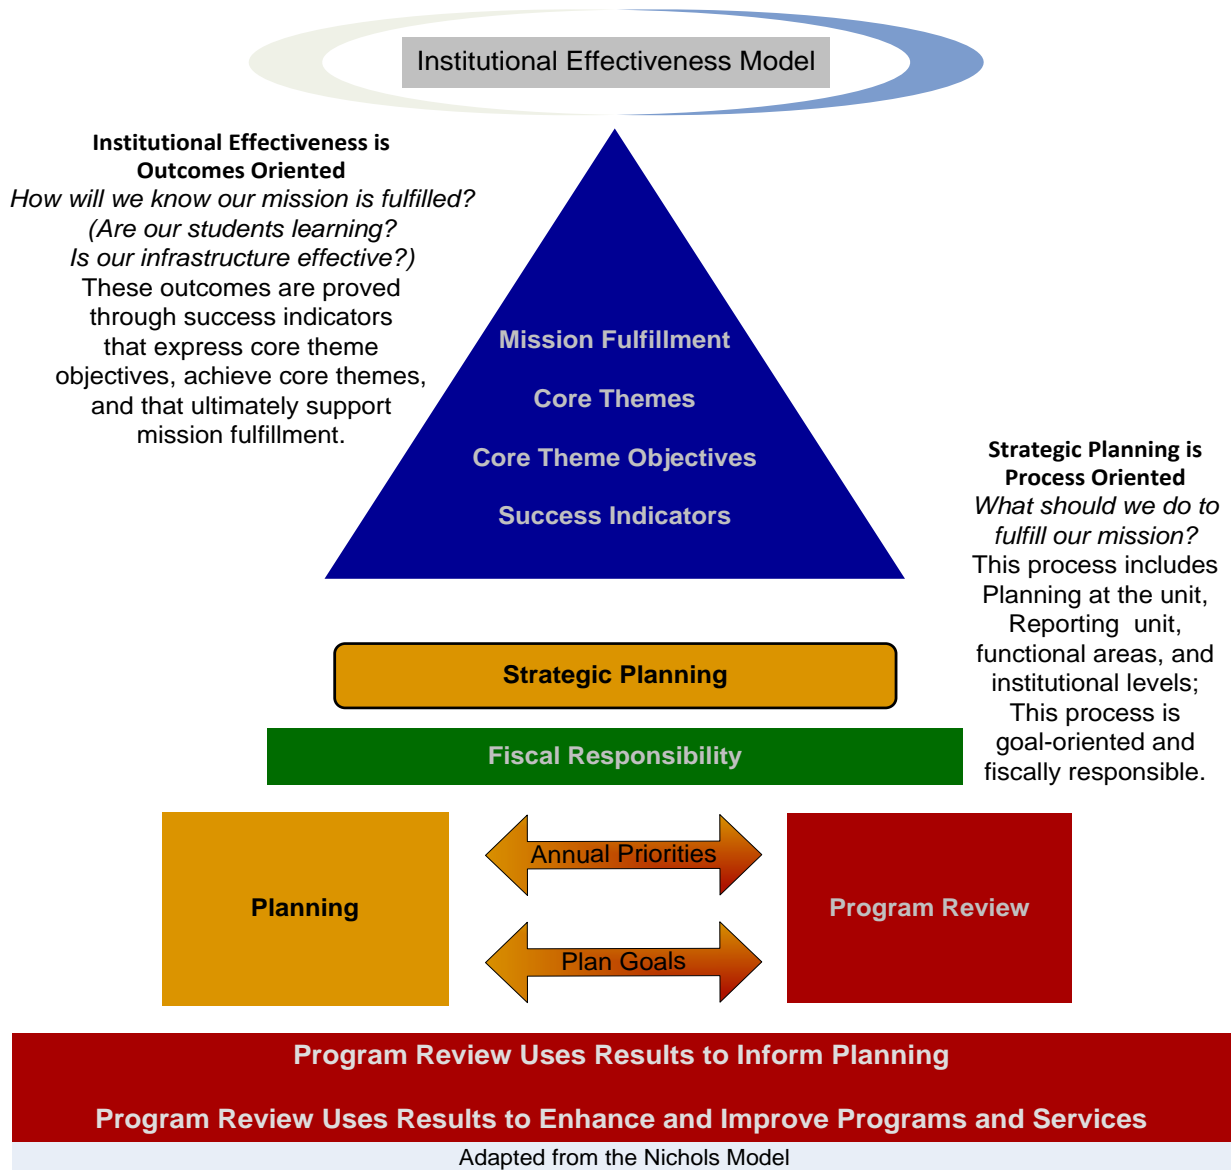 Institutional Effectiveness Model
Institutional Effectiveness is
Outcomes Oriented
How will we know our mission is fulfilled?
(Are our students learning?
Is our infrastructure effective?)
These outcomes are proved
through success indicators
that express core theme
objectives, achieve core themes,
and that ultimately support
mission fulfillment.
Mission Fulfillment
Core Themes
Core Theme Objectives
Success Indicators
Strategic Planning is
Process Oriented
What should we do to
fulfill our mission?
This process includes
Planning at the unit,
Reporting unit,
functional areas, and
institutional levels;
This process is
goal-oriented and
fiscally responsible.
Strategic Planning
Fiscal Responsibility
Planning
Annual Priorities
Plan Goals
Program Review
Program Review Uses Results to Inform Planning
Program Review Uses Results to Enhance and Improve Programs and Services
Adapted from the Nichols Model